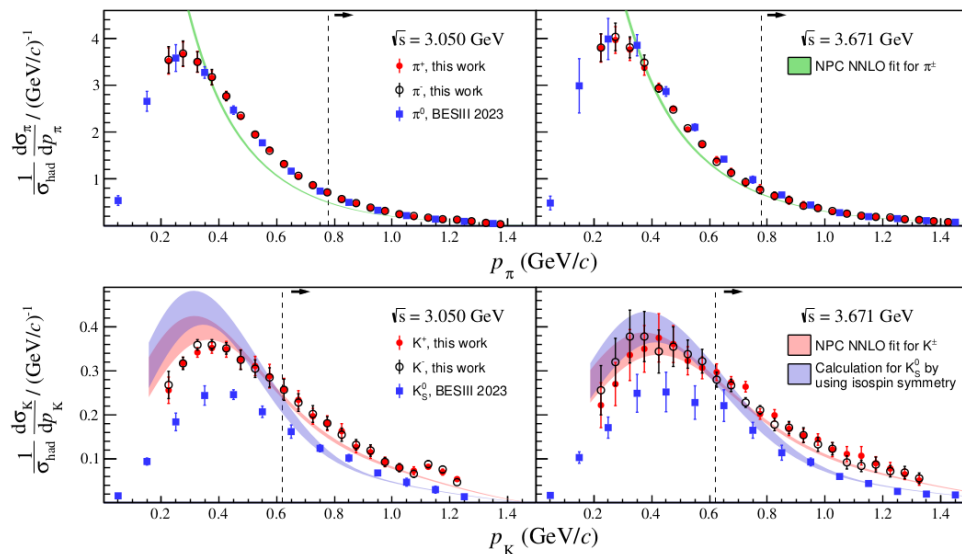 1/σ_had dσ_π/dp_π / (GeV/c)⁻¹
4
3
2
1
√s = 3.050 GeV
π⁺, this work
π⁻, this work
π⁰, BESIII 2023
0.2 0.4 0.6 0.8 1.0 1.2 1.4
√s = 3.671 GeV
NPC NNLO fit for π±
0.2 0.4 0.6 0.8 1.0 1.2 1.4
p_π (GeV/c)
p_π (GeV/c)
1/σ_had dσ_K/dp_K / (GeV/c)⁻¹
0.4
0.3
0.2
0.1
√s = 3.050 GeV
K⁺, this work
K⁻, this work
K⁰_S, BESIII 2023
0.2 0.4 0.6 0.8 1.0 1.2 1.4
√s = 3.671 GeV
NPC NNLO fit for K±
Calculation for K⁰_S by
using isospin symmetry
0.2 0.4 0.6 0.8 1.0 1.2 1.4
p_K (GeV/c)
p_K (GeV/c)